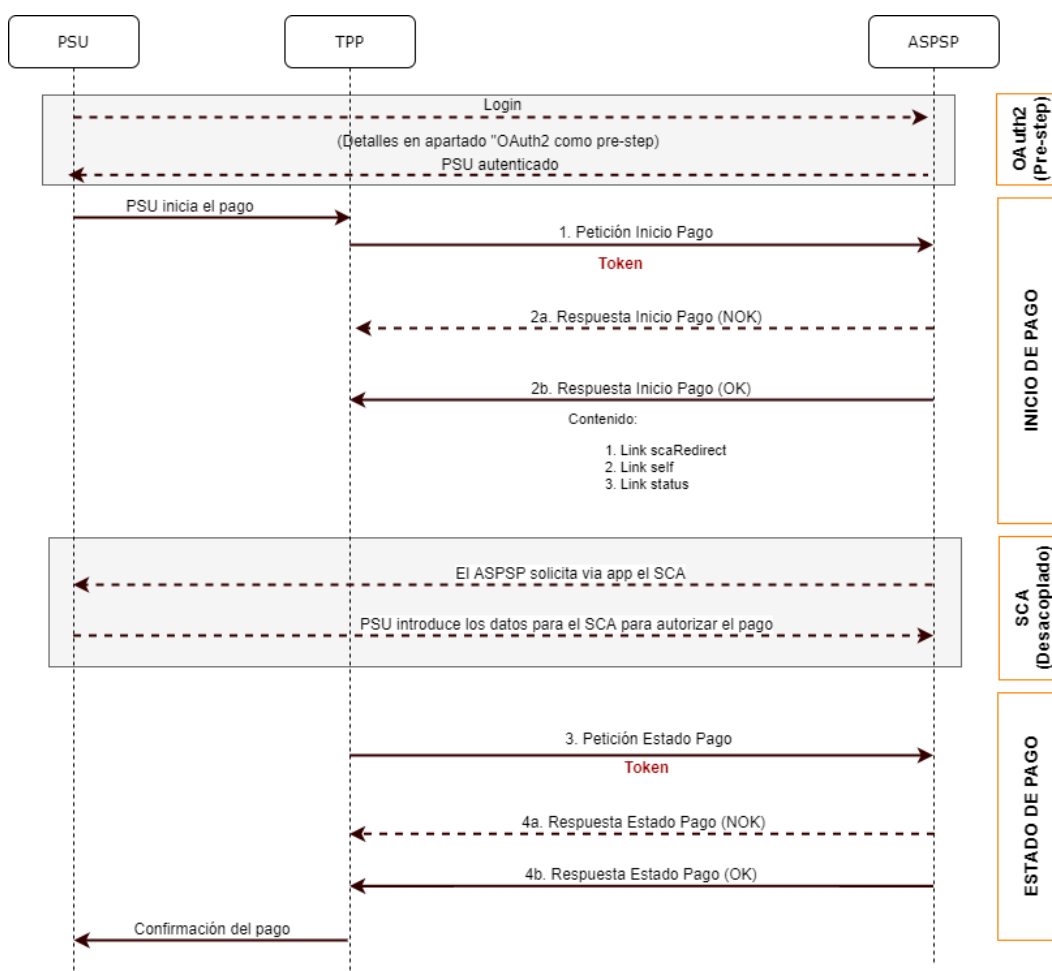 PSU
TPP
ASPSP
Login
(Detalles en apartado "OAuth2 como pre-step)
PSU autenticado
OAuth2
(Pre-step)
PSU inicia el pago
1. Petición Inicio Pago
Token
2a. Respuesta Inicio Pago (NOK)
2b. Respuesta Inicio Pago (OK)
Contenido:
1. Link scaRedirect
2. Link self
3. Link status
INICIO DE PAGO
El ASPSP solicita via app el SCA
PSU introduce los datos para el SCA para autorizar el pago
SCA
(Desacoplado)
3. Petición Estado Pago
Token
4a. Respuesta Estado Pago (NOK)
4b. Respuesta Estado Pago (OK)
Confirmación del pago
ESTADO DE PAGO